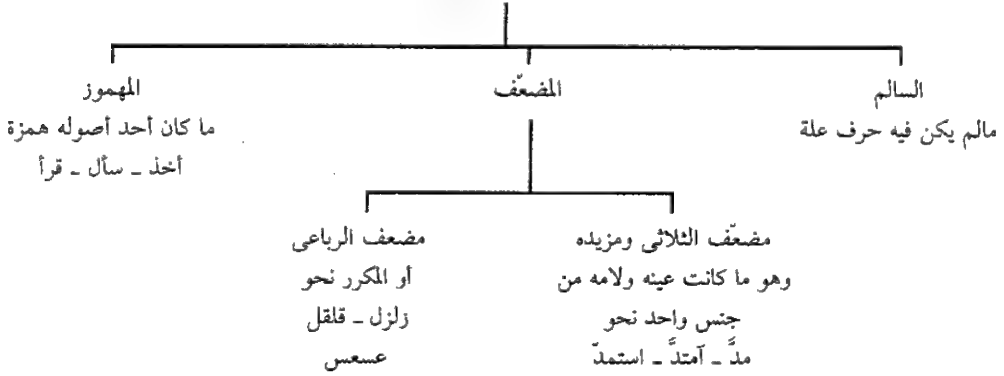 السالم
مالم يكن فيه حرف علة
المضعّف
المهموز
ما كان أحد أصوله همزة
أخذ ـ سأل ـ قرأ
مضعّف الثلاثى ومزيده
وهو ما كانت عينه ولامه من
جنس واحد نحو
مدَّ ـ آمتدَّ ـ استمدّ
مضعف الرباعى
أو المكرر نحو
زلزل ـ قلقل
عسعس